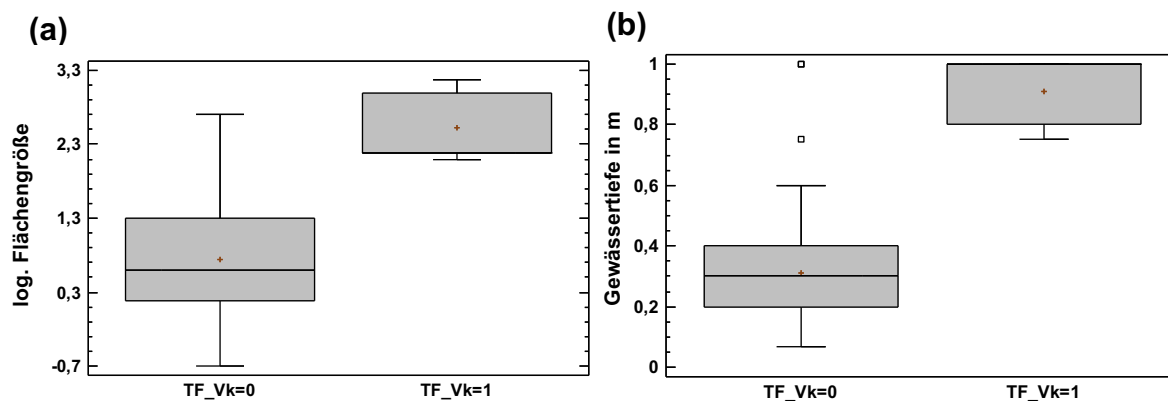 (a)
log. Flächengröße
3,3
2,3
1,3
0,3
-0,7
TF_Vk=0
TF_Vk=1
(b)
Gewässertiefe in m
1
0,8
0,6
0,4
0,2
0
TF_Vk=0
TF_Vk=1